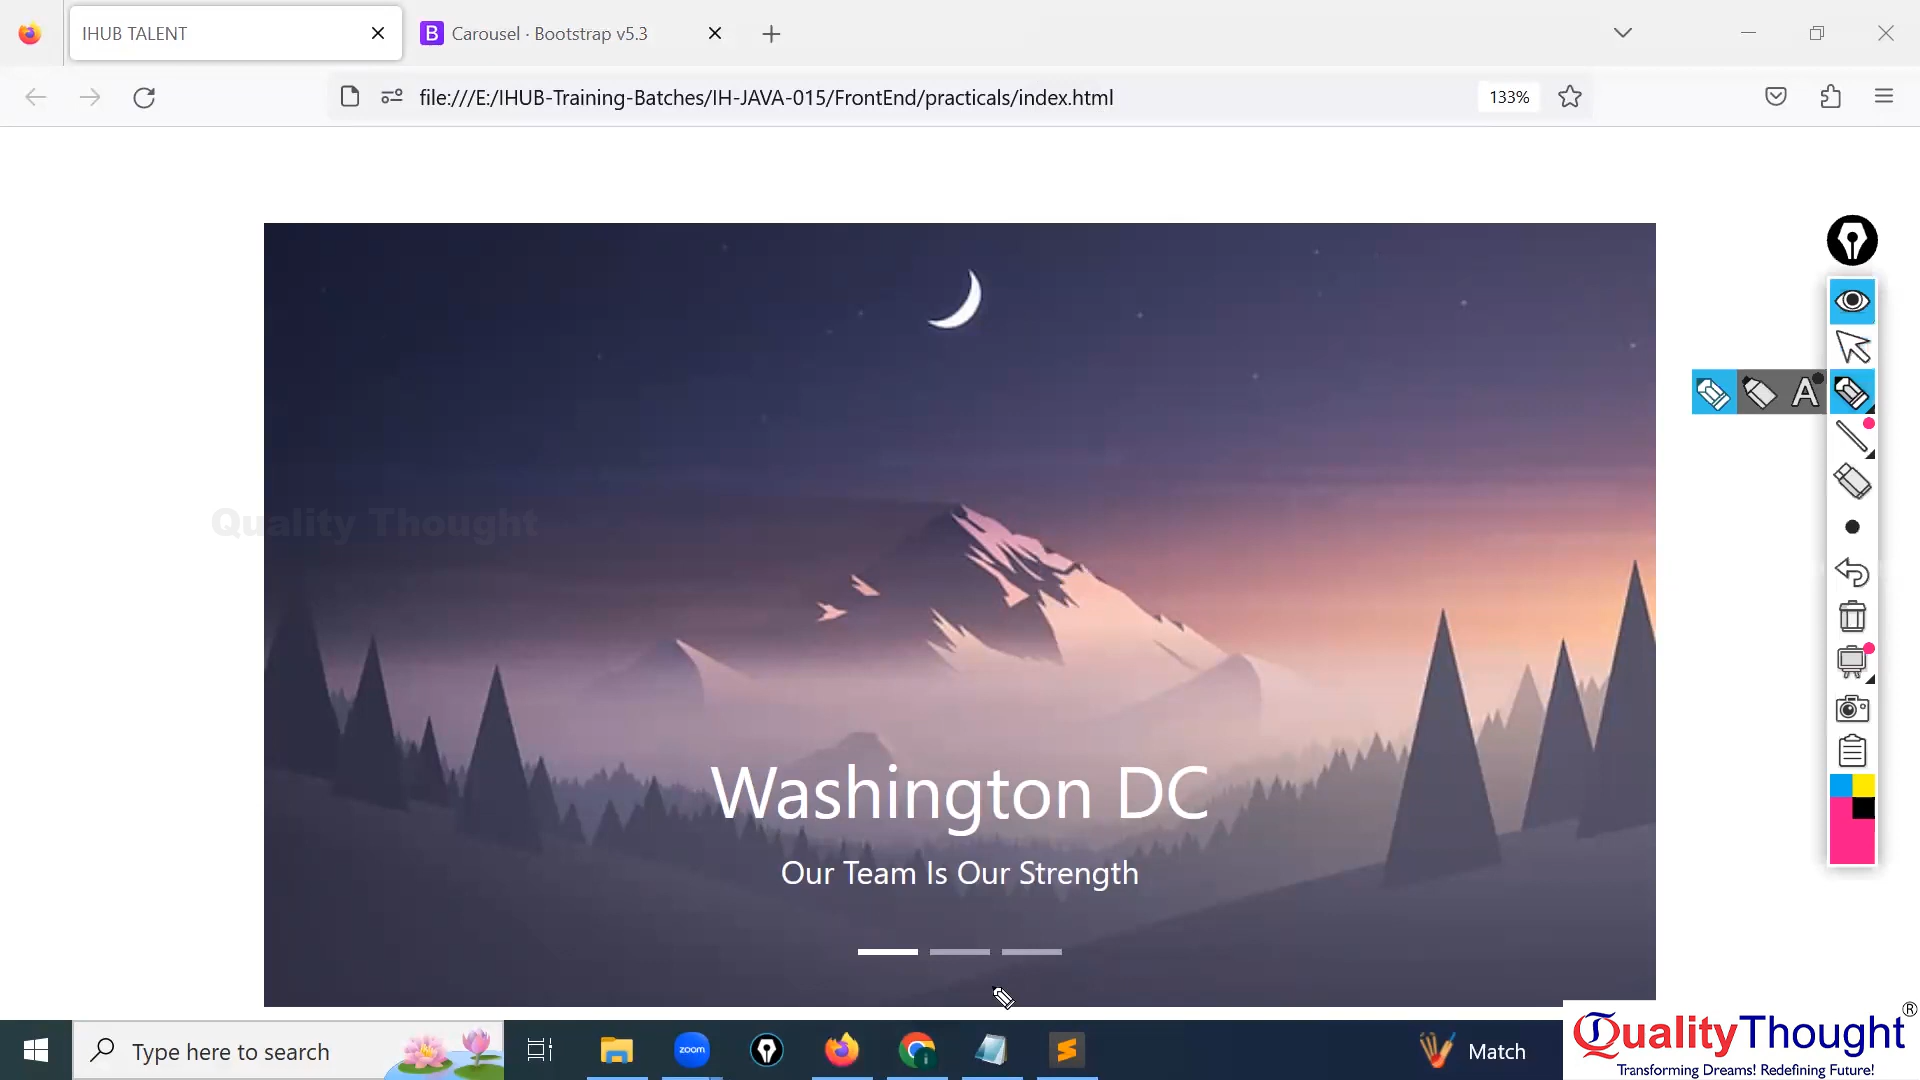 IHUB TALENT
Carousel · Bootstrap v5.3
file:///E:/IHUB-Training-Batches/IH-JAVA-015/FrontEnd/practicals/index.html
133%
A
Quality Thought
Washington DC
Our Team Is Our Strength
Type here to search
zoom
Match
QualityThought®
Transforming Dreams! Redefining Future!